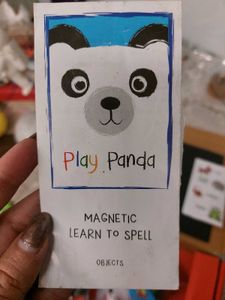 Play Panda
MAGNETIC
LEARN TO SPELL
OBJECTS